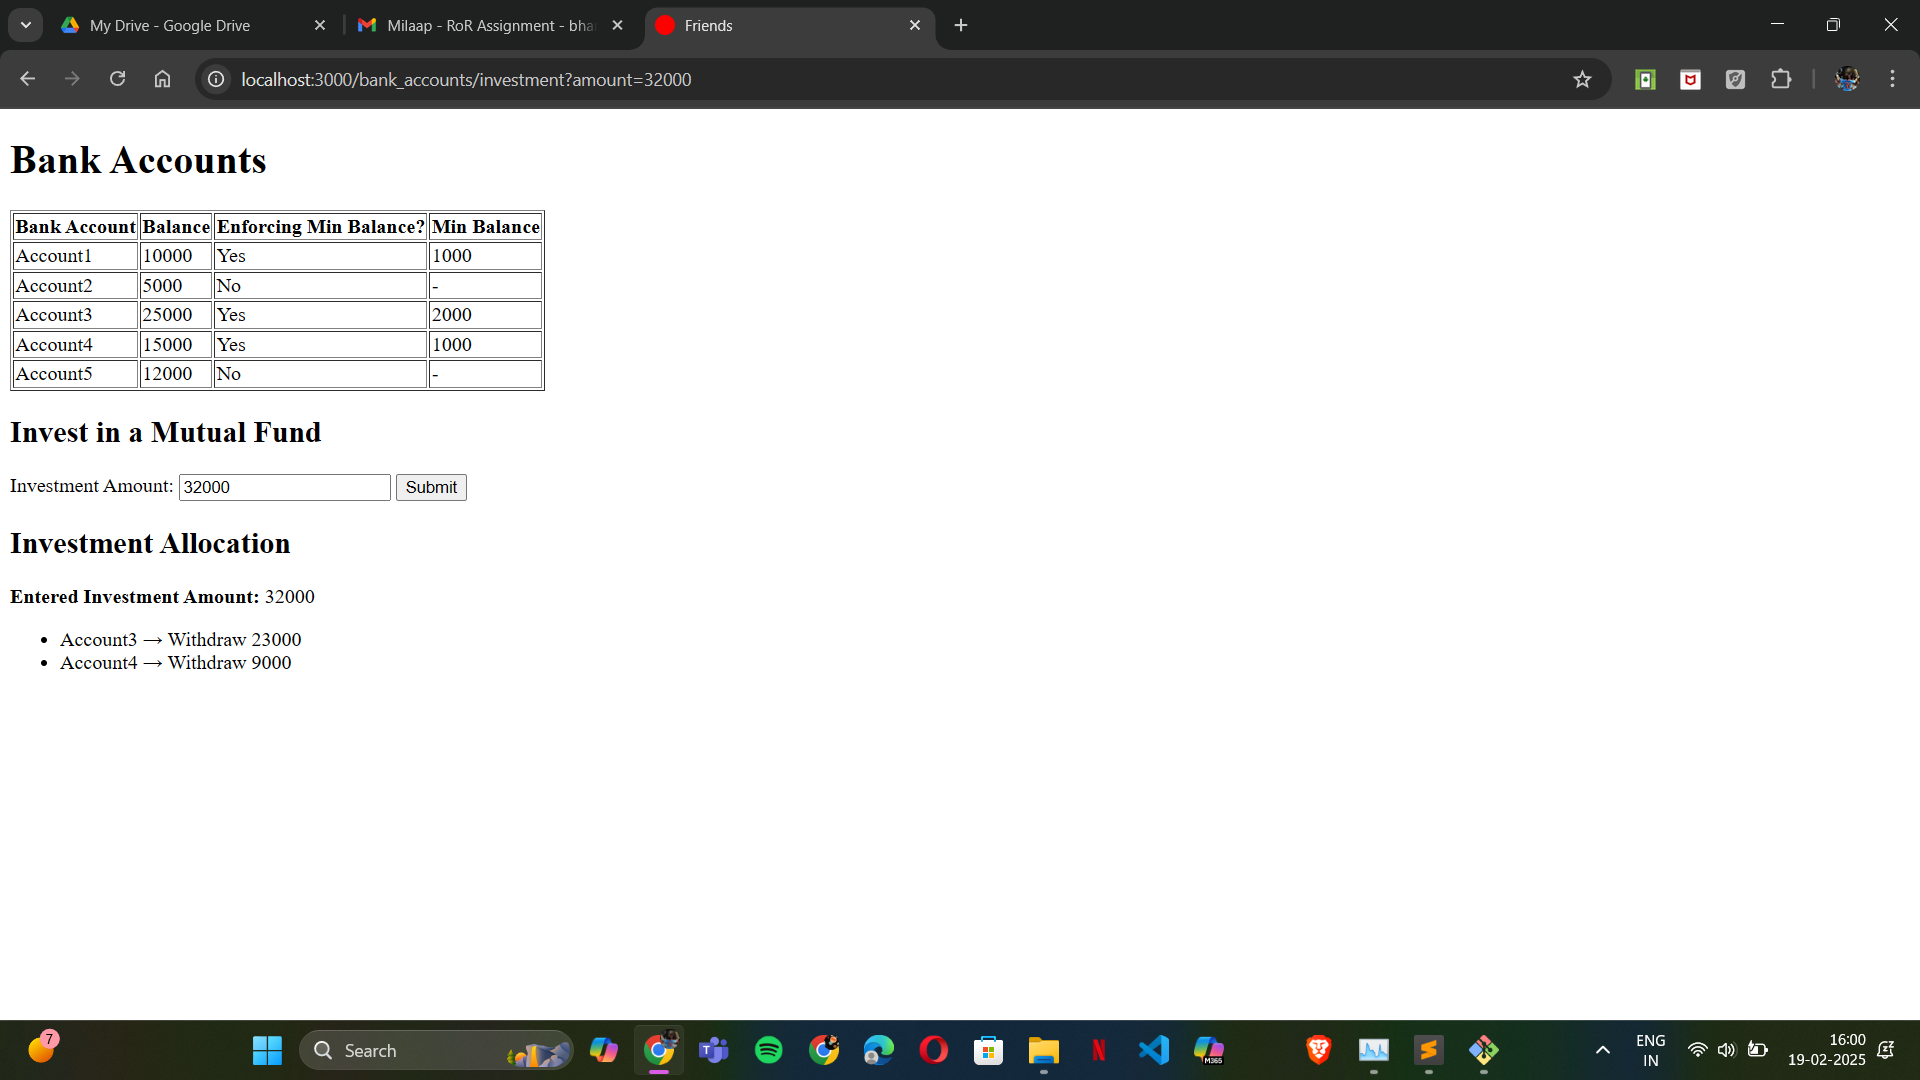 My Drive - Google Drive
Milaap - RoR Assignment - bha
Friends
localhost:3000/bank_accounts/investment?amount=32000
Bank Accounts
Bank Account Balance Enforcing Min Balance? Min Balance
Account1 10000 Yes 1000
Account2 5000 No -
Account3 25000 Yes 2000
Account4 15000 Yes 1000
Account5 12000 No -
Invest in a Mutual Fund
Investment Amount: 32000 Submit
Investment Allocation
Entered Investment Amount: 32000
• Account3 → Withdraw 23000
• Account4 → Withdraw 9000
7
Search
M365
ENG
IN
16:00
19-02-2025